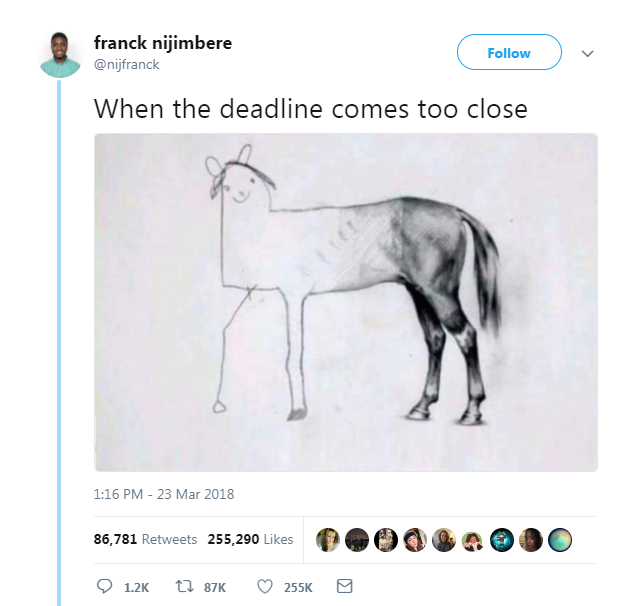 franck nijimbere
@nijfranck
Follow
When the deadline comes too close
1:16 PM - 23 Mar 2018
86,781 Retweets 255,290 Likes
1.2K 87K 255K